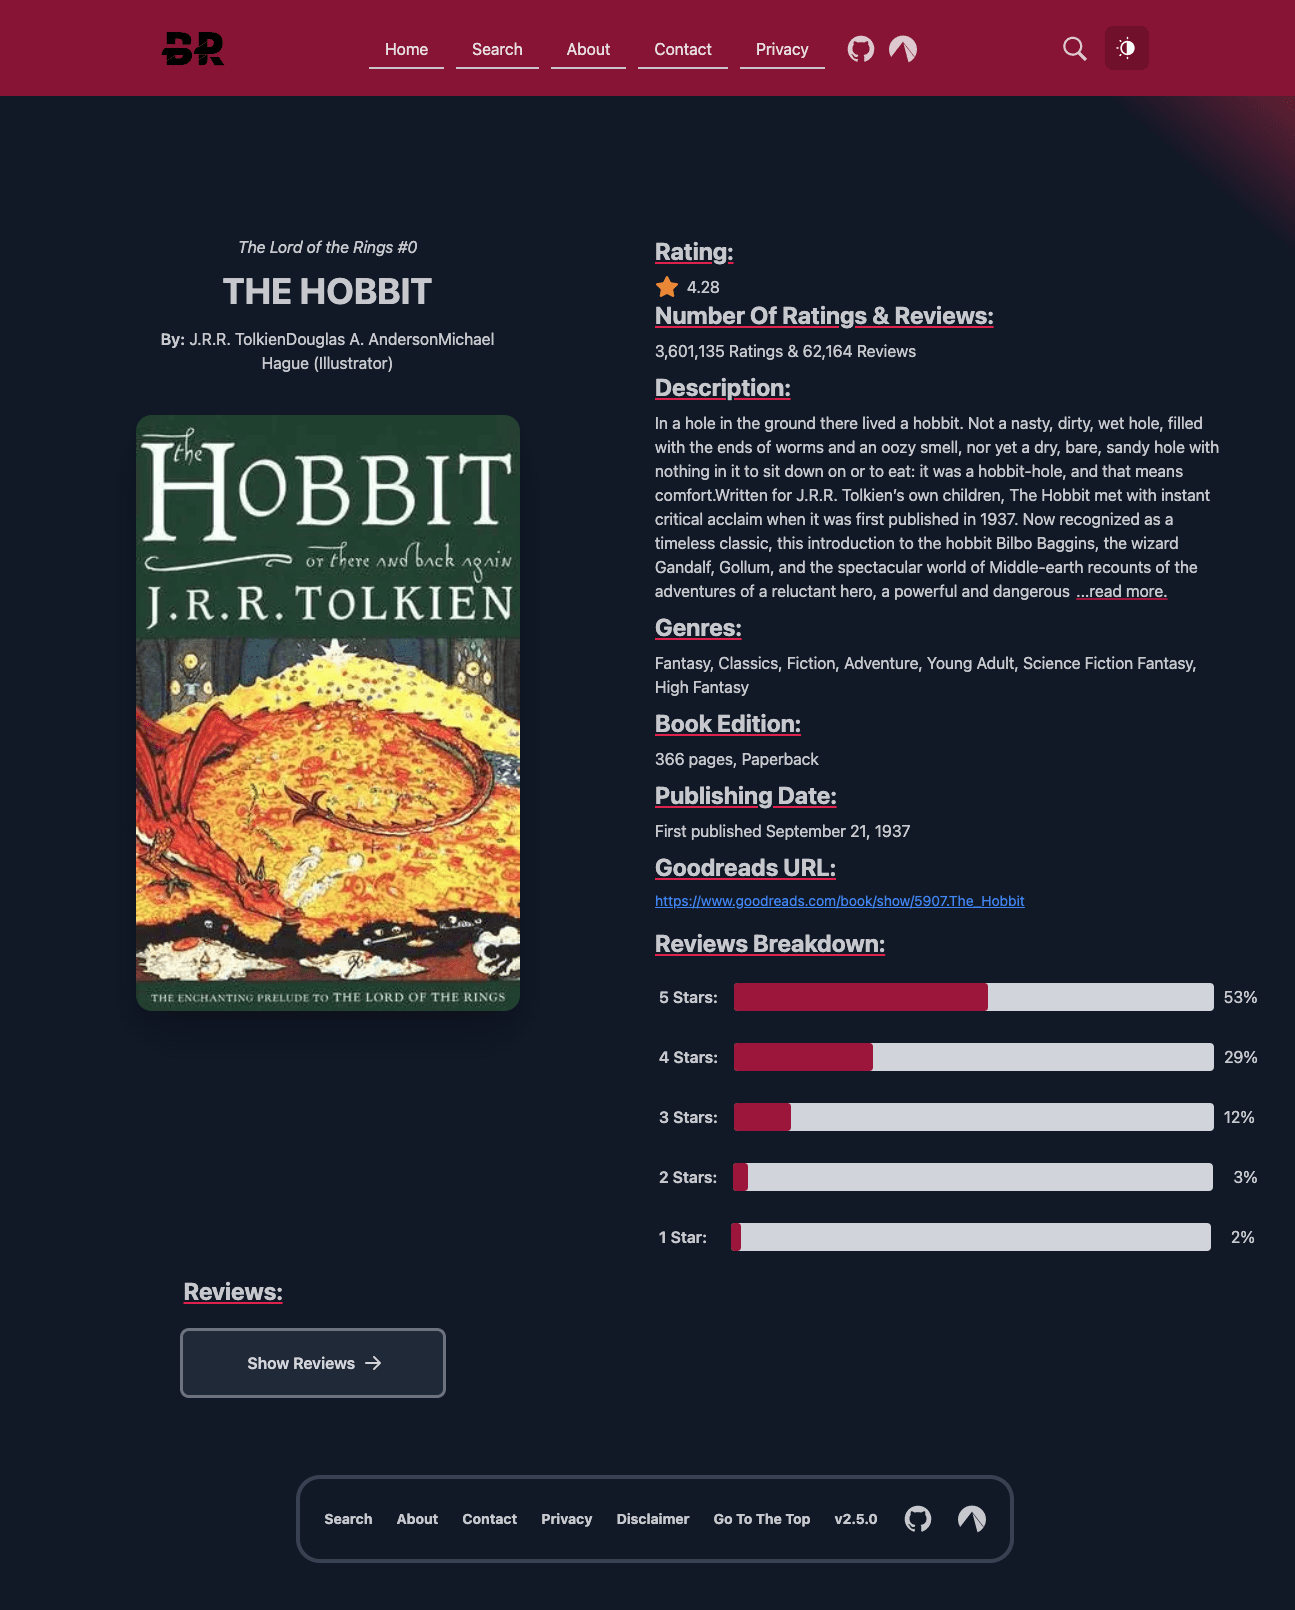 BR
Home
Search
About
Contact
Privacy
The Lord of the Rings #0
THE HOBBIT
By: J.R.R. TolkienDouglas A. AndersonMichael
Hague (Illustrator)
the
HOBBIT
or there and back again
J.R.R. TOLKIEN
THE ENCHANTING PRELUDE TO THE LORD OF THE RINGS
Rating:
4.28
Number Of Ratings & Reviews:
3,601,135 Ratings & 62,164 Reviews
Description:
In a hole in the ground there lived a hobbit. Not a nasty, dirty, wet hole, filled
with the ends of worms and an oozy smell, nor yet a dry, bare, sandy hole with
nothing in it to sit down on or to eat: it was a hobbit-hole, and that means
comfort.Written for J.R.R. Tolkien’s own children, The Hobbit met with instant
critical acclaim when it was first published in 1937. Now recognized as a
timeless classic, this introduction to the hobbit Bilbo Baggins, the wizard
Gandalf, Gollum, and the spectacular world of Middle-earth recounts of the
adventures of a reluctant hero, a powerful and dangerous ...read more.
Genres:
Fantasy, Classics, Fiction, Adventure, Young Adult, Science Fiction Fantasy,
High Fantasy
Book Edition:
366 pages, Paperback
Publishing Date:
First published September 21, 1937
Goodreads URL:
https://www.goodreads.com/book/show/5907.The_Hobbit
Reviews Breakdown:
5 Stars: 53%
4 Stars: 29%
3 Stars: 12%
2 Stars: 3%
1 Star: 2%
Reviews:
Show Reviews →
Search
About
Contact
Privacy
Disclaimer
Go To The Top
v2.5.0